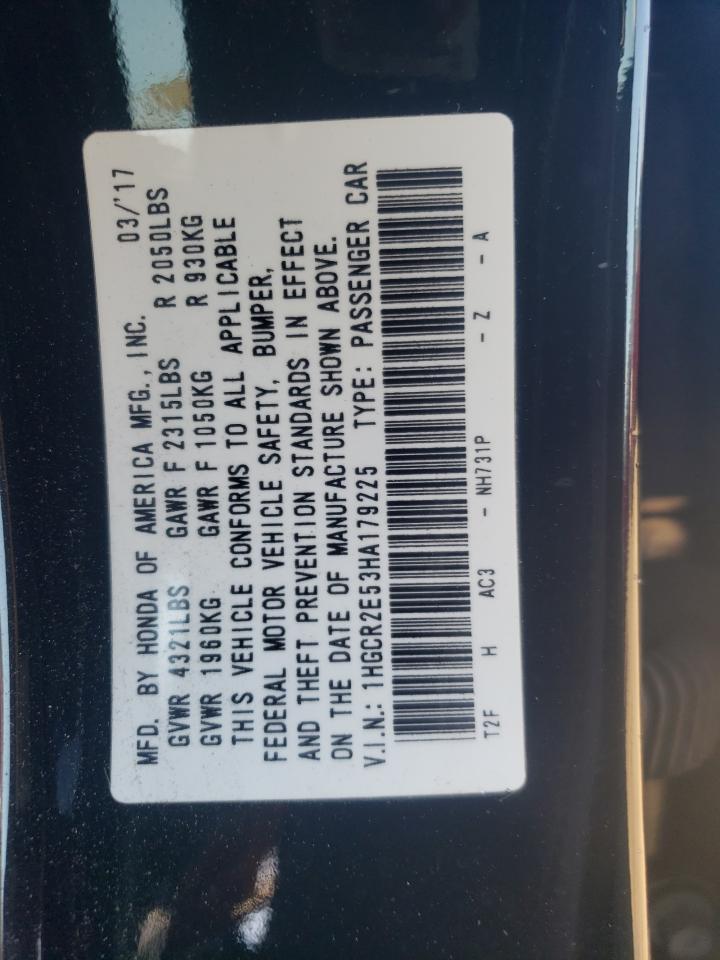 MFD. BY HONDA OF AMERICA MFG., INC. 03/'17
GVWR 4321LBS GAWR F 2315LBS R 2050LBS
GVWR 1960KG GAWR F 1050KG R 930KG
THIS VEHICLE CONFORMS TO ALL APPLICABLE
FEDERAL MOTOR VEHICLE SAFETY, BUMPER,
AND THEFT PREVENTION STANDARDS IN EFFECT
ON THE DATE OF MANUFACTURE SHOWN ABOVE.
V.I.N.: 1HGCR2E53HA179225 TYPE: PASSENGER CAR
T2F H AC3 - NH731P - Z - A